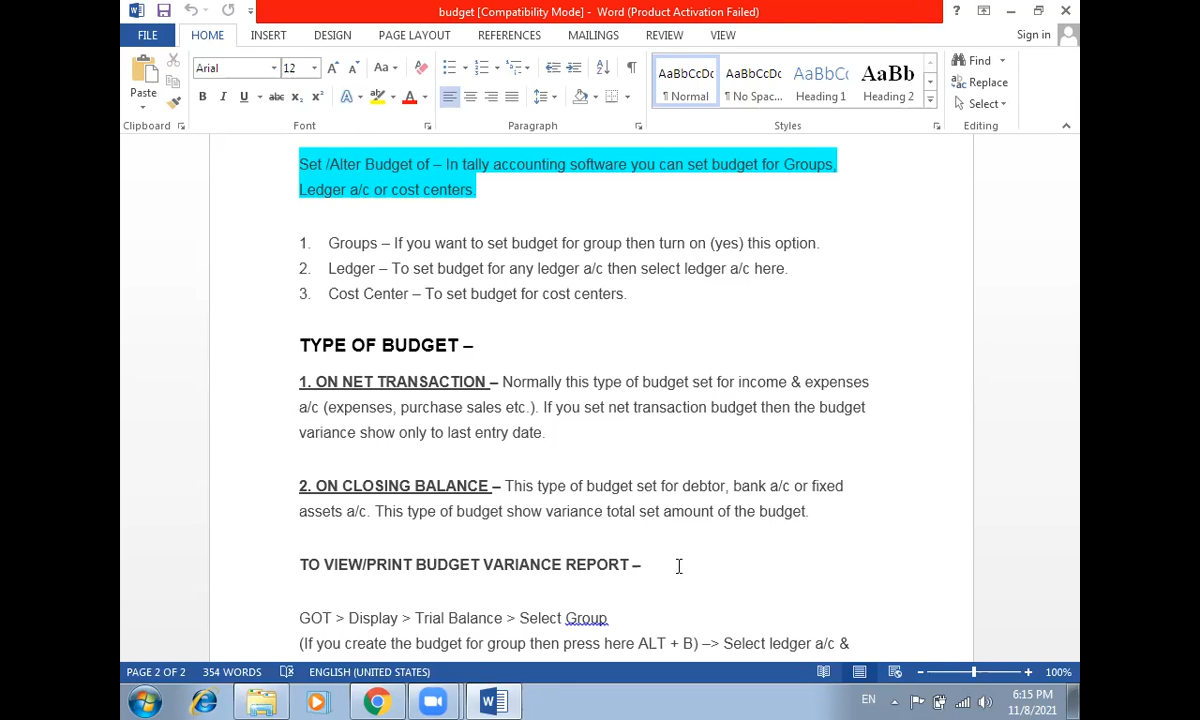 budget [Compatibility Mode] - Word (Product Activation Failed)
FILE HOME INSERT DESIGN PAGE LAYOUT REFERENCES MAILINGS REVIEW VIEW Sign in
Paste
Clipboard
Arial 12
Font
Paragraph
AaBbCcDc AaBbCcDc AaBbCc AaBb
¶ Normal ¶ No Spac... Heading 1 Heading 2
Styles
Find
Replace
Select
Editing
Set /Alter Budget of – In tally accounting software you can set budget for Groups,
Ledger a/c or cost centers.
1. Groups – If you want to set budget for group then turn on (yes) this option.
2. Ledger – To set budget for any ledger a/c then select ledger a/c here.
3. Cost Center – To set budget for cost centers.
TYPE OF BUDGET –
1. ON NET TRANSACTION – Normally this type of budget set for income & expenses
a/c (expenses, purchase sales etc.). If you set net transaction budget then the budget
variance show only to last entry date.
2. ON CLOSING BALANCE – This type of budget set for debtor, bank a/c or fixed
assets a/c. This type of budget show variance total set amount of the budget.
TO VIEW/PRINT BUDGET VARIANCE REPORT –
GOT > Display > Trial Balance > Select Group
(If you create the budget for group then press here ALT + B) –> Select ledger a/c &
PAGE 2 OF 2 354 WORDS ENGLISH (UNITED STATES) 100%
EN 6:15 PM
11/8/2021